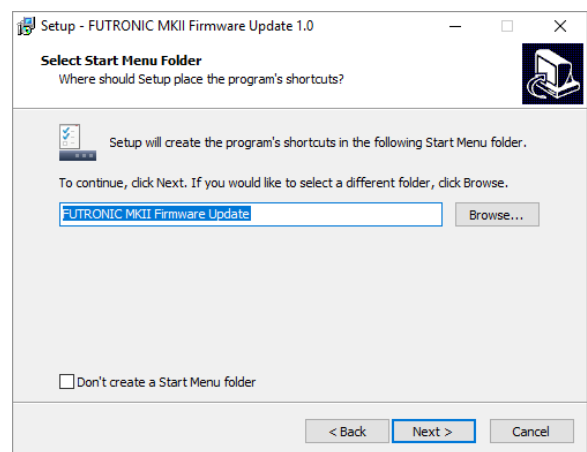 Setup - FUTRONIC MKII Firmware Update 1.0
Select Start Menu Folder
Where should Setup place the program's shortcuts?
Setup will create the program's shortcuts in the following Start Menu folder.
To continue, click Next. If you would like to select a different folder, click Browse.
FUTRONIC MKII Firmware Update
Browse...
Don't create a Start Menu folder
< Back
Next >
Cancel